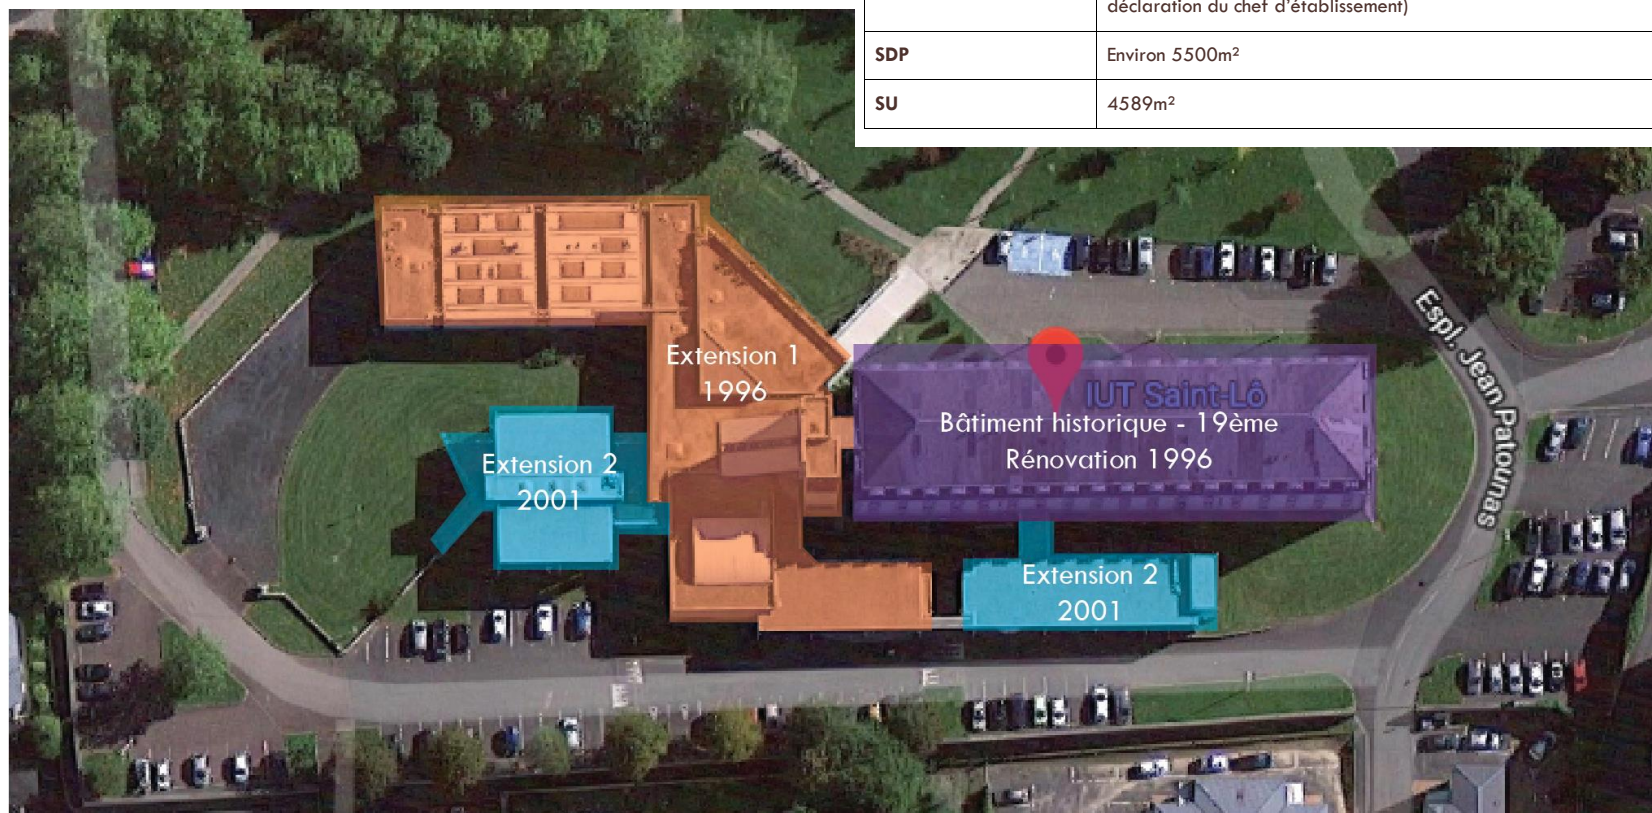 déclaration du chef d'établissement)
SDP Environ 5500m²
SU 4589m²
Espl. Jean Patounas
Extension 1
1996
IUT Saint-Lô
Bâtiment historique - 19ème
Rénovation 1996
Extension 2
2001
Extension 2
2001